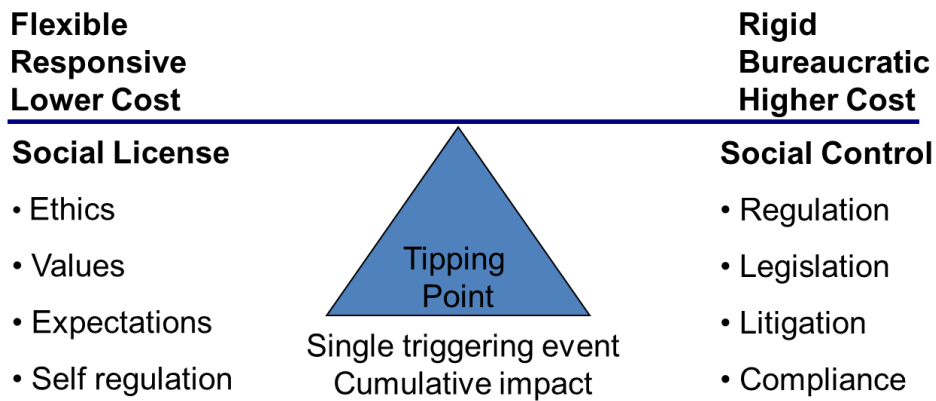 Flexible
Responsive
Lower Cost
Rigid
Bureaucratic
Higher Cost
Social License
• Ethics
• Values
• Expectations
• Self regulation
Tipping
Point
Single triggering event
Cumulative impact
Social Control
• Regulation
• Legislation
• Litigation
• Compliance